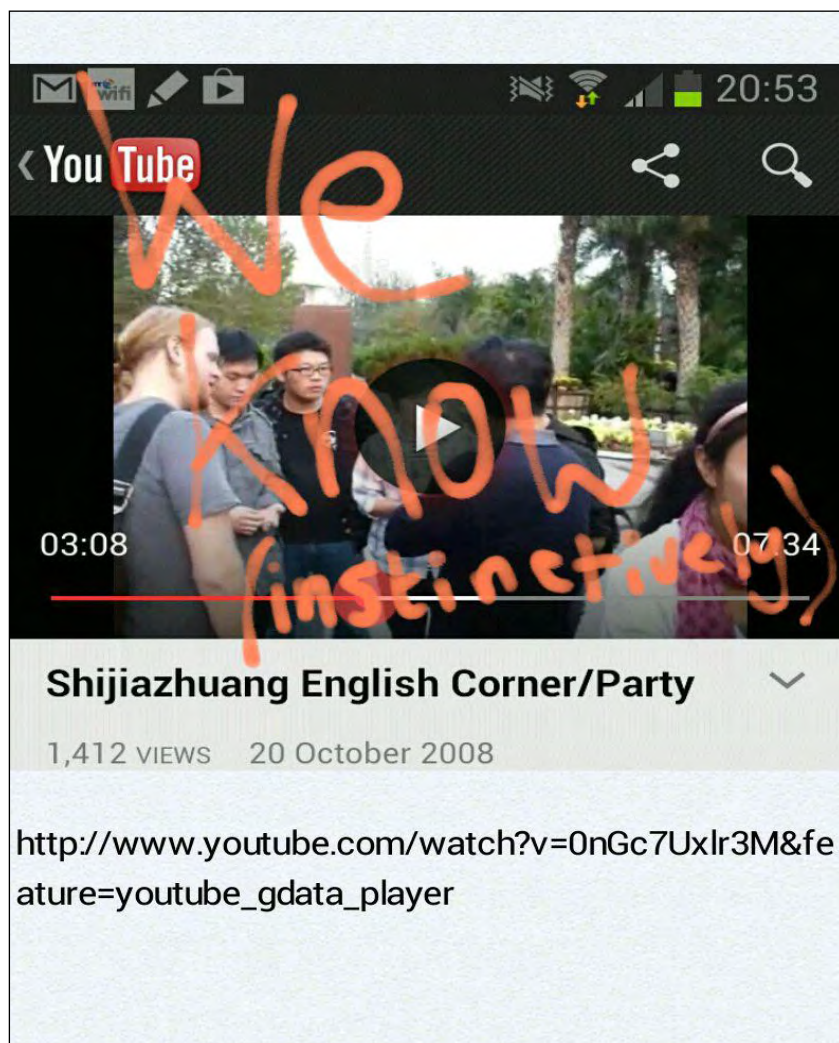 wifi 20:53
YouTube
We
know
03:08 07:34
(instinctively)
Shijiazhuang English Corner/Party
1,412 VIEWS 20 October 2008
http://www.youtube.com/watch?v=0nGc7Uxlr3M&fe
ature=youtube_gdata_player